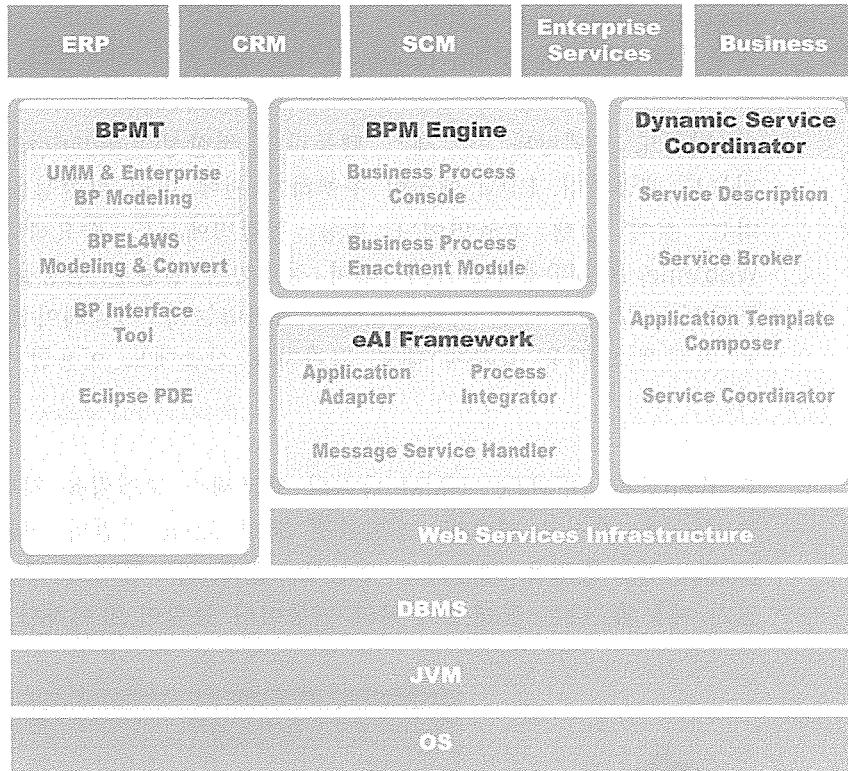 ERP
CRM
SCM
Enterprise
Services
Business
BPMT
UMM & Enterprise
BP Modeling
BPEL4WS
Modeling & Convert
BP Interface
Tool
Eclipse PDE
BPM Engine
Business Process
Console
Business Process
Enactment Module
eAI Framework
Application
Adapter
Process
Integrator
Message Service Handler
Dynamic Service
Coordinator
Service Description
Service Broker
Application Template
Composer
Service Coordinator
Web Services Infrastructure
DBMS
JVM
OS